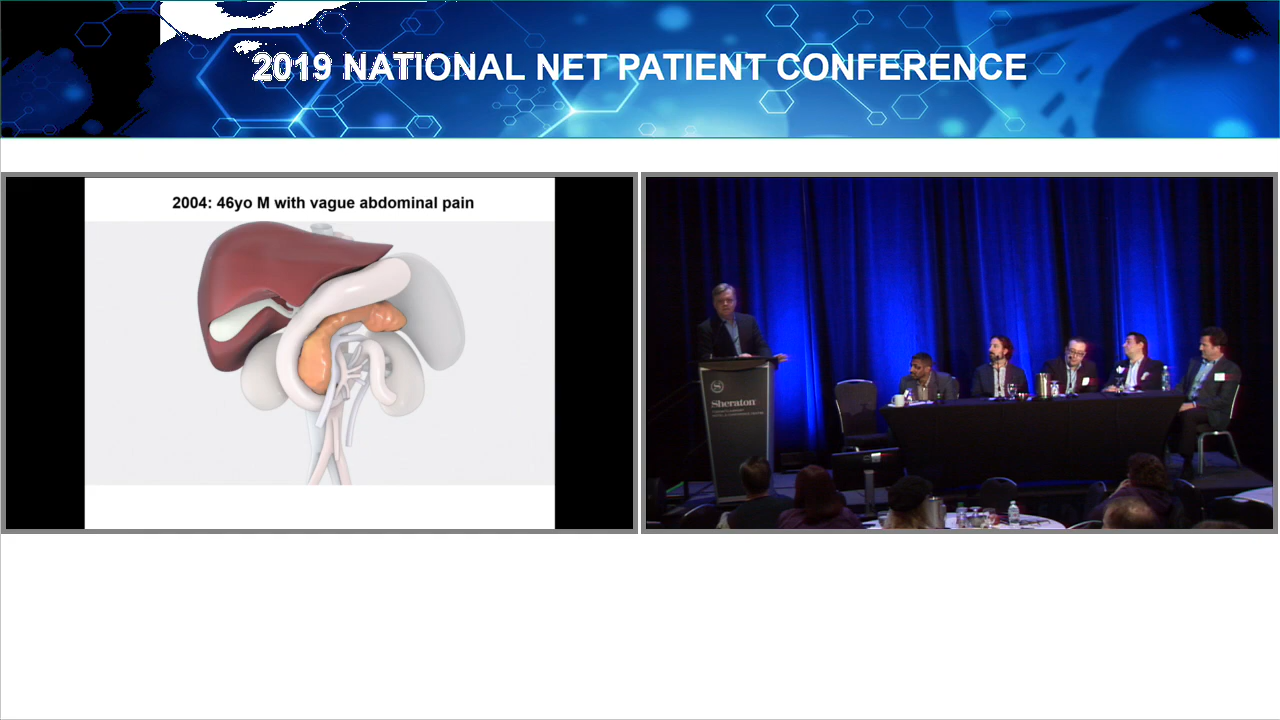 2019 NATIONAL NET PATIENT CONFERENCE
2004: 46yo M with vague abdominal pain
Sheraton